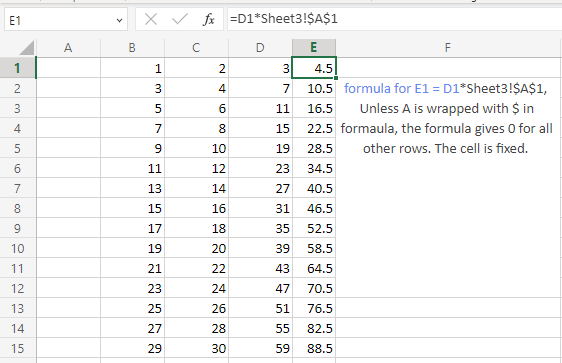 E1 fx =D1*Sheet3!$A$1
A B C D E F
1 1 2 3 4.5
2 3 4 7 10.5 formula for E1 = D1*Sheet3!$A$1,
3 5 6 11 16.5 Unless A is wrapped with $ in
4 7 8 15 22.5 formaula, the formula gives 0 for all
5 9 10 19 28.5 other rows. The cell is fixed.
6 11 12 23 34.5
7 13 14 27 40.5
8 15 16 31 46.5
9 17 18 35 52.5
10 19 20 39 58.5
11 21 22 43 64.5
12 23 24 47 70.5
13 25 26 51 76.5
14 27 28 55 82.5
15 29 30 59 88.5